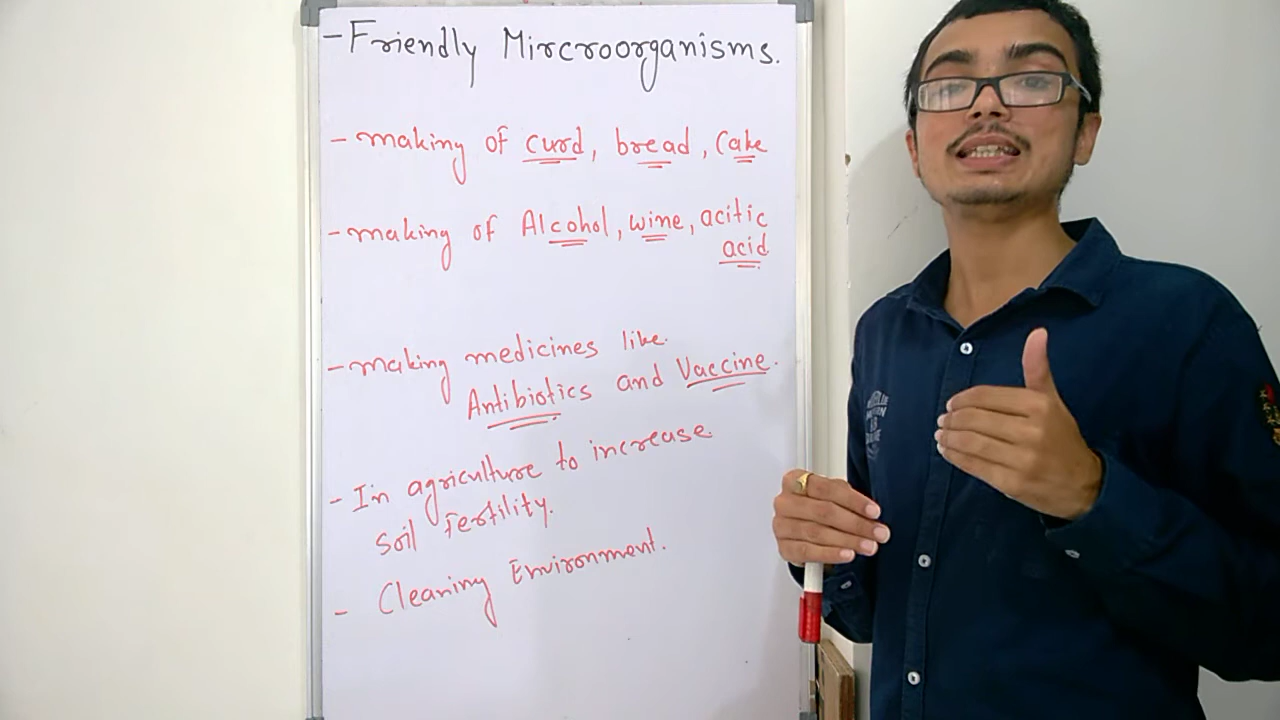 - Friendly Mircroorganisms.
- making of curd, bread, Cake
- making of Alcohol, wine, acitic
acid
- making medicines like
Antibiotics and Vaccine.
- In agriculture to increase
soil fertility.
- Cleaning Environment.